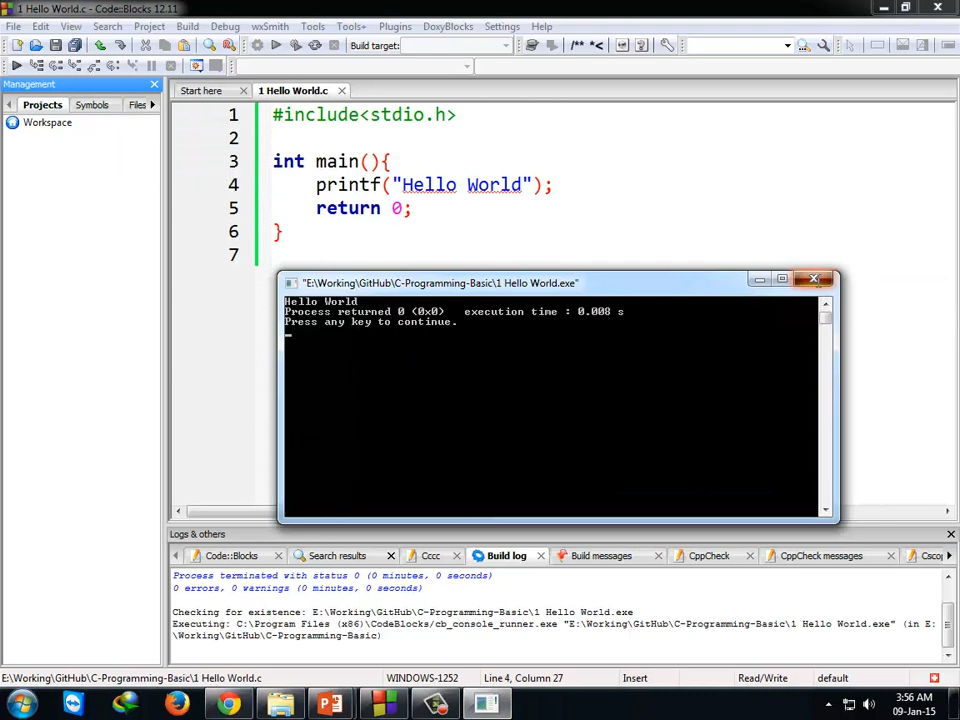 1 Hello World.c - Code::Blocks 12.11
File Edit View Search Project Build Debug wxSmith Tools Tools+ Plugins DoxyBlocks Settings Help
Build target:
/** *<
Management
Start here
1 Hello World.c
Projects Symbols Files
Workspace
1 #include<stdio.h>
2
3 int main(){
4 printf("Hello World");
5 return 0;
6 }
7
"E:\Working\GitHub\C-Programming-Basic\1 Hello World.exe"
Hello World
Process returned 0 (0x0) execution time : 0.008 s
Press any key to continue.
Logs & others
Code::Blocks Search results Cccc Build log Build messages CppCheck CppCheck messages Cscop
Process terminated with status 0 (0 minutes, 0 seconds)
0 errors, 0 warnings (0 minutes, 0 seconds)
Checking for existence: E:\Working\GitHub\C-Programming-Basic\1 Hello World.exe
Executing: C:\Program Files (x86)\CodeBlocks/cb_console_runner.exe "E:\Working\GitHub\C-Programming-Basic\1 Hello World.exe" (in E:
\Working\GitHub\C-Programming-Basic)
E:\Working\GitHub\C-Programming-Basic\1 Hello World.c WINDOWS-1252 Line 4, Column 27 Insert Read/Write default
3:56 AM
09-Jan-15